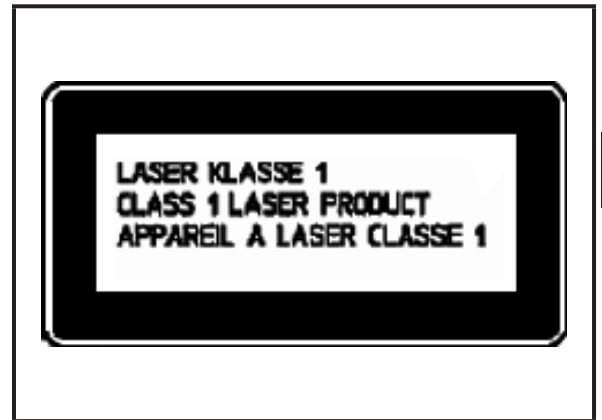 LASER KLASSE 1
CLASS 1 LASER PRODUCT
APPAREIL A LASER CLASSE 1